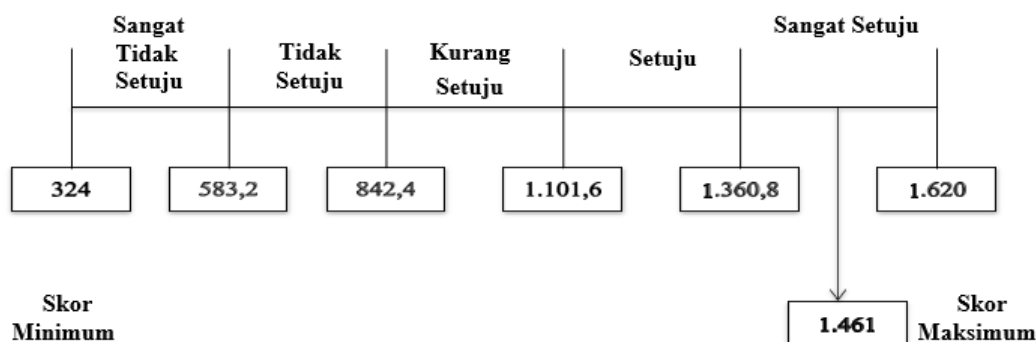 Sangat
Tidak
Setuju
Tidak
Setuju
Kurang
Setuju
Setuju
Sangat Setuju
324
583,2
842,4
1.101,6
1.360,8
1.620
Skor
Minimum
1.461
Skor
Maksimum